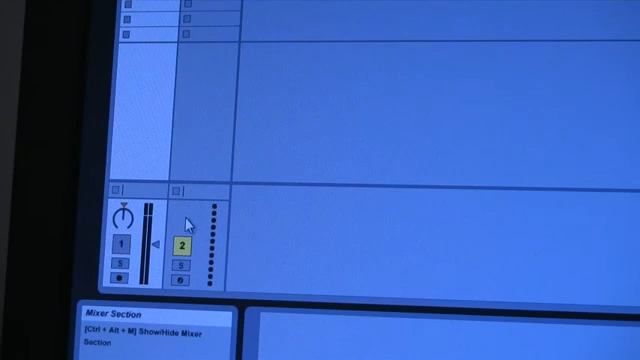 1
2
S
S
Mixer Section
[Ctrl + Alt + M] Show/Hide Mixer
Section